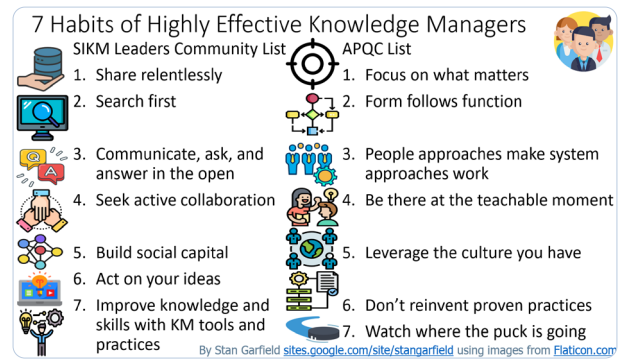 7 Habits of Highly Effective Knowledge Managers
SIKM Leaders Community List
1. Share relentlessly
2. Search first
3. Communicate, ask, and
answer in the open
4. Seek active collaboration
5. Build social capital
6. Act on your ideas
7. Improve knowledge and
skills with KM tools and
practices
APQC List
1. Focus on what matters
2. Form follows function
3. People approaches make system
approaches work
4. Be there at the teachable moment
5. Leverage the culture you have
6. Don’t reinvent proven practices
7. Watch where the puck is going
Q
A
By Stan Garfield sites.google.com/site/stangarfield using images from Flaticon.com